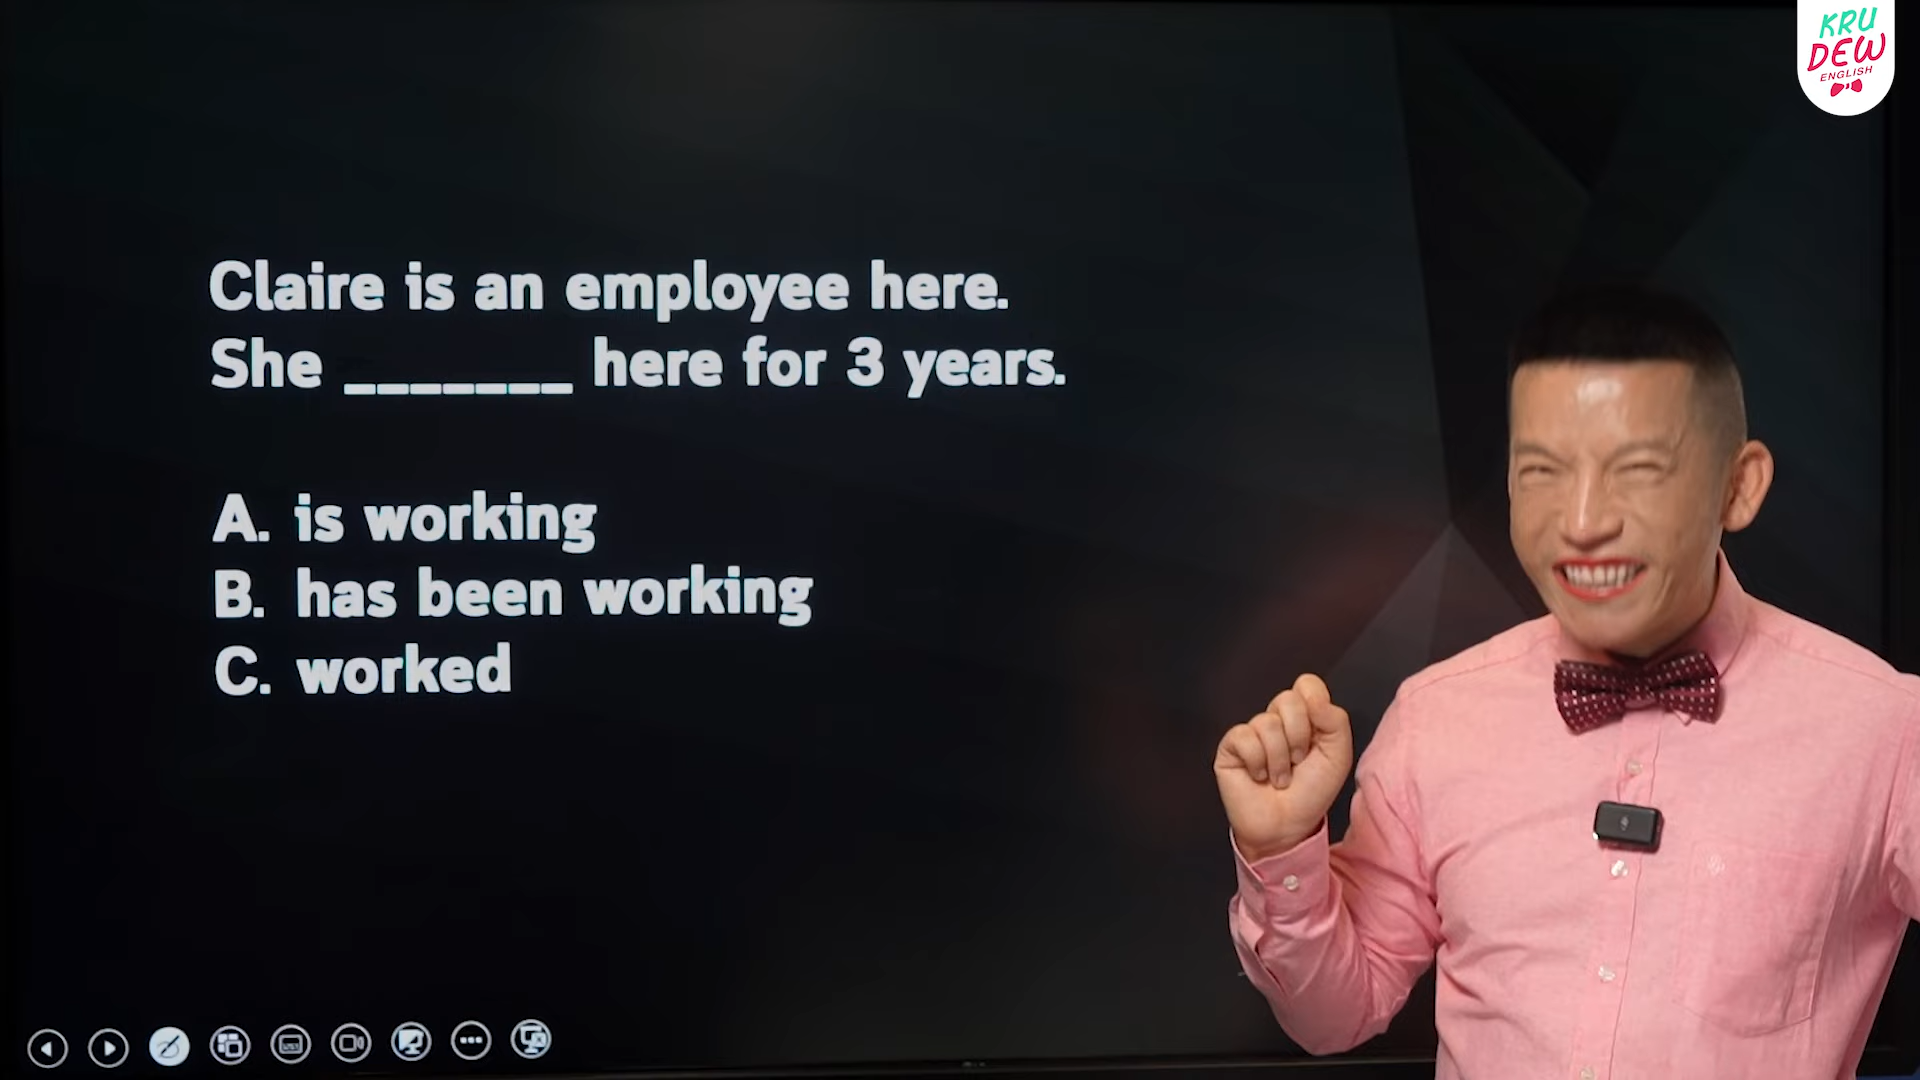 KRU
DEW
ENGLISH
Claire is an employee here.
She _______ here for 3 years.
A. is working
B. has been working
C. worked